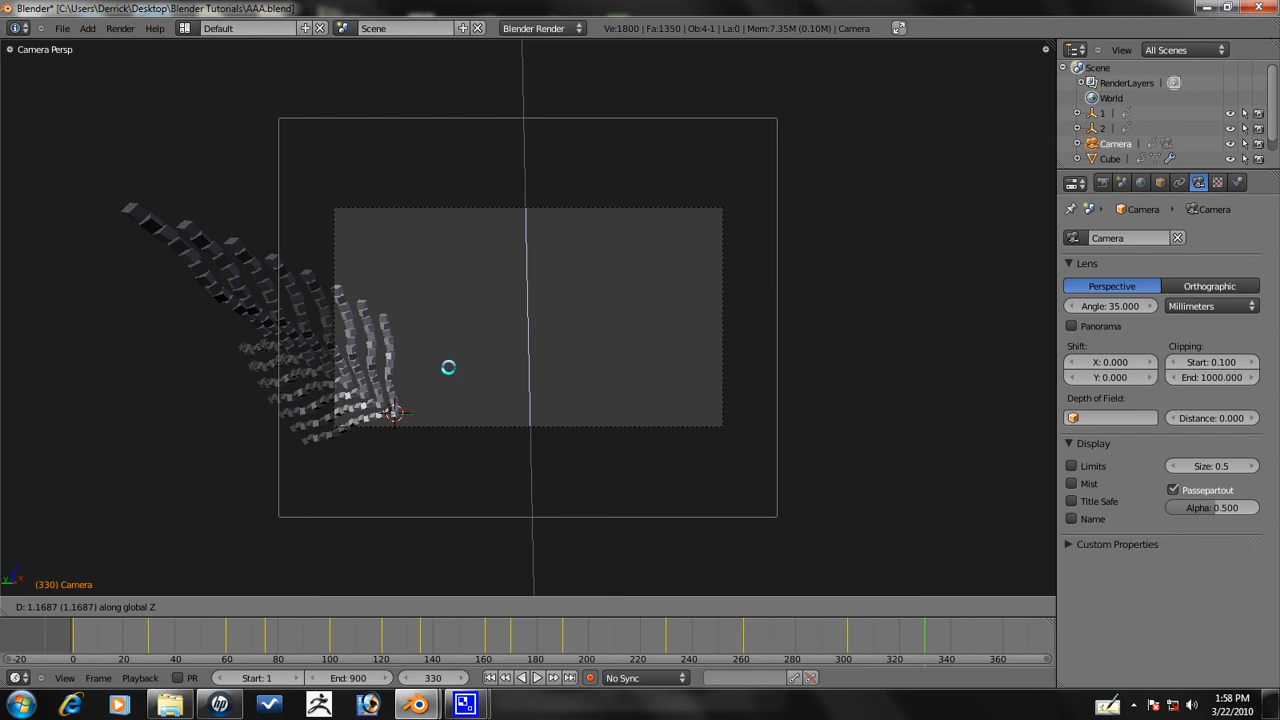 Blender* [C:\Users\Derrick\Desktop\Blender Tutorials\AAA.blend]
File Add Render Help Default Scene Blender Render Ve:1800 | Fa:1350 | Ob:4-1 | La:0 | Mem:7.35M (0.10M) | Camera
View All Scenes
Camera Persp
Scene
RenderLayers
World
1
2
Camera
Cube
Camera Camera
Camera
Lens
Perspective Orthographic
Angle: 35.000 Millimeters
Panorama
Shift: Clipping:
X: 0.000 Start: 0.100
Y: 0.000 End: 1000.000
Depth of Field:
Distance: 0.000
Display
Limits Size: 0.5
Mist Passepartout
Title Safe Alpha: 0.500
Name
Custom Properties
(330) Camera
D: 1.1687 (1.1687) along global Z
-20 0 20 40 60 80 100 120 140 160 180 200 220 240 260 280 300 320 340 360
View Frame Playback PR Start: 1 End: 900 330 No Sync
1:58 PM
3/22/2010